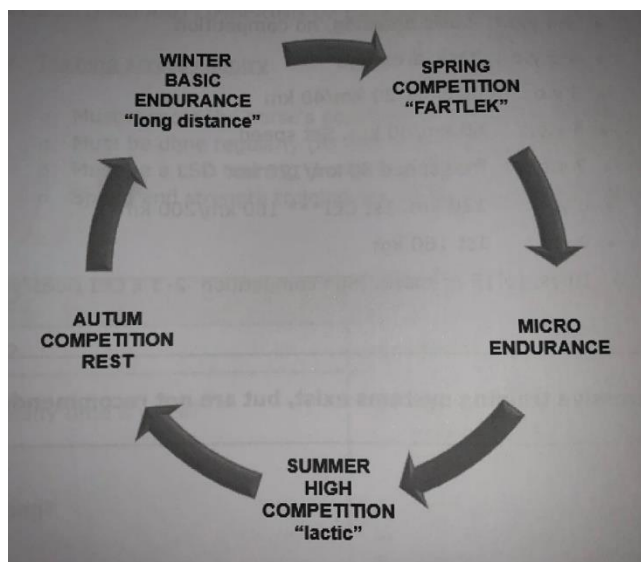 WINTER
BASIC
ENDURANCE
“long distance”
SPRING
COMPETITION
“FARTLEK”
MICRO
ENDURANCE
SUMMER
HIGH
COMPETITION
“lactic”
AUTUM
COMPETITION
REST